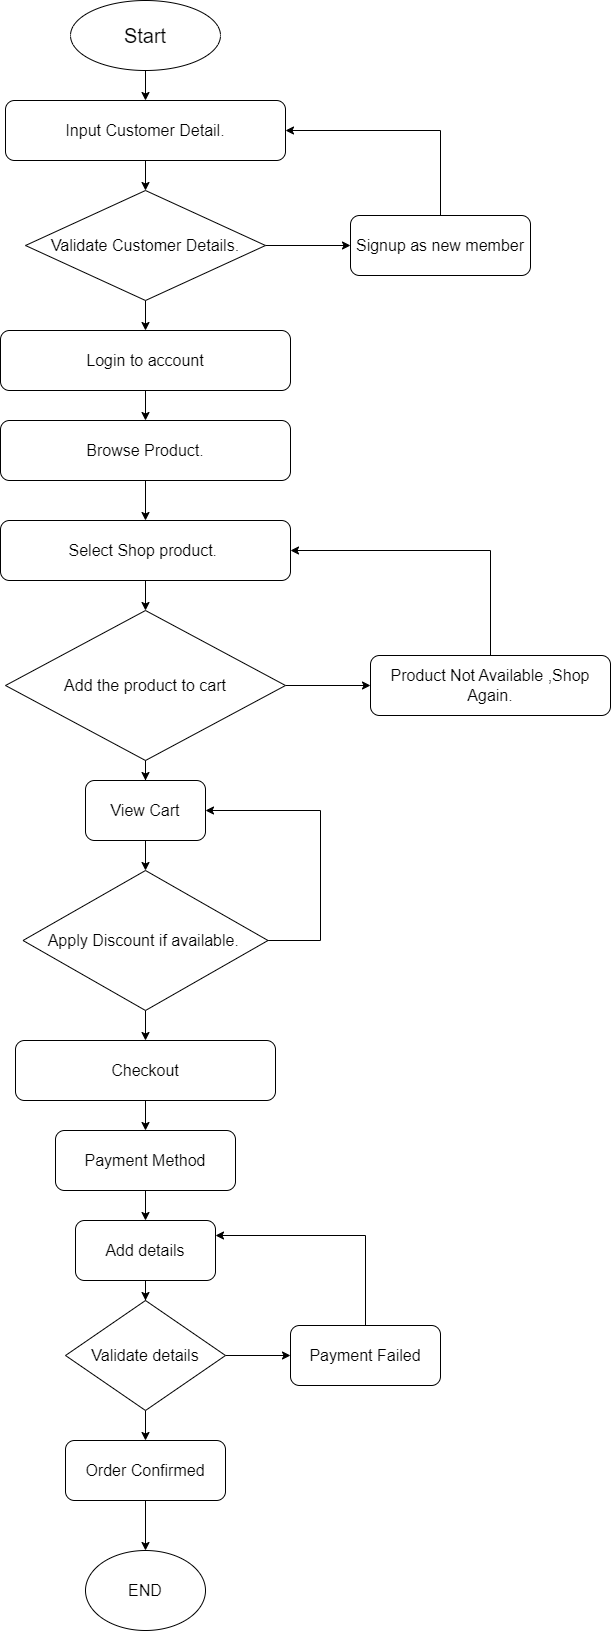 Start
Input Customer Detail.
Validate Customer Details.
Signup as new member
Login to account
Browse Product.
Select Shop product.
Add the product to cart
Product Not Available ,Shop
Again.
View Cart
Apply Discount if available.
Checkout
Payment Method
Add details
Validate details
Payment Failed
Order Confirmed
END